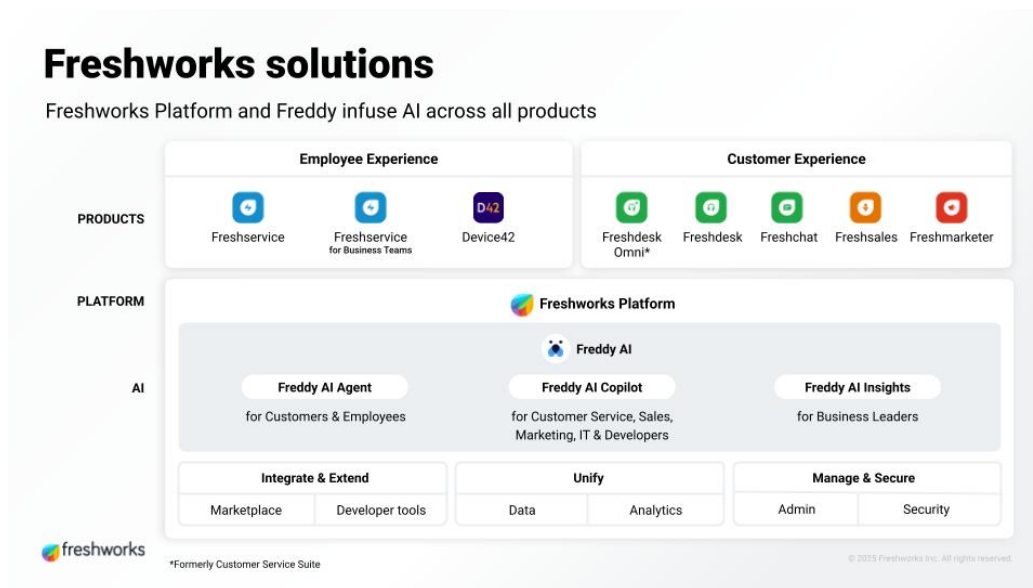 Freshworks solutions
Freshworks Platform and Freddy infuse AI across all products
Employee Experience
Customer Experience
PRODUCTS
Freshservice
Freshservice
for Business Teams
D42
Device42
Freshdesk
Omni*
Freshdesk
Freshchat
Freshsales
Freshmarketer
PLATFORM
Freshworks Platform
AI
Freddy AI
Freddy AI Agent
for Customers & Employees
Freddy AI Copilot
for Customer Service, Sales,
Marketing, IT & Developers
Freddy AI Insights
for Business Leaders
Integrate & Extend
Marketplace
Developer tools
Unify
Data
Analytics
Manage & Secure
Admin
Security
freshworks
*Formerly Customer Service Suite
© 2025 Freshworks Inc. All rights reserved.